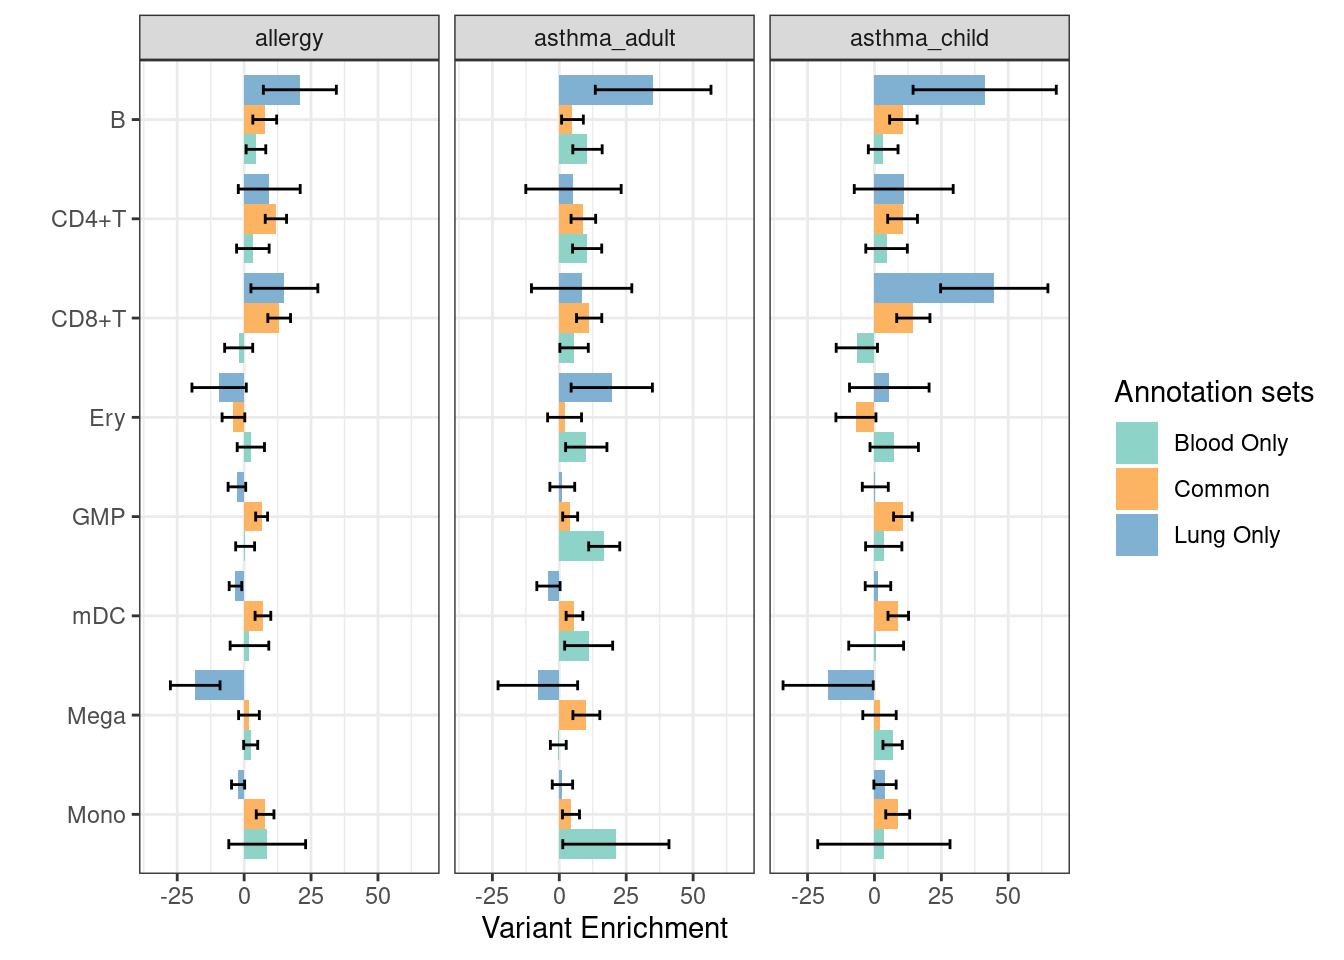 allergy
asthma_adult
asthma_child
B
CD4+T
CD8+T
Ery
GMP
mDC
Mega
Mono
-25 0 25 50
-25 0 25 50
-25 0 25 50
Variant Enrichment
Annotation sets
Blood Only
Common
Lung Only